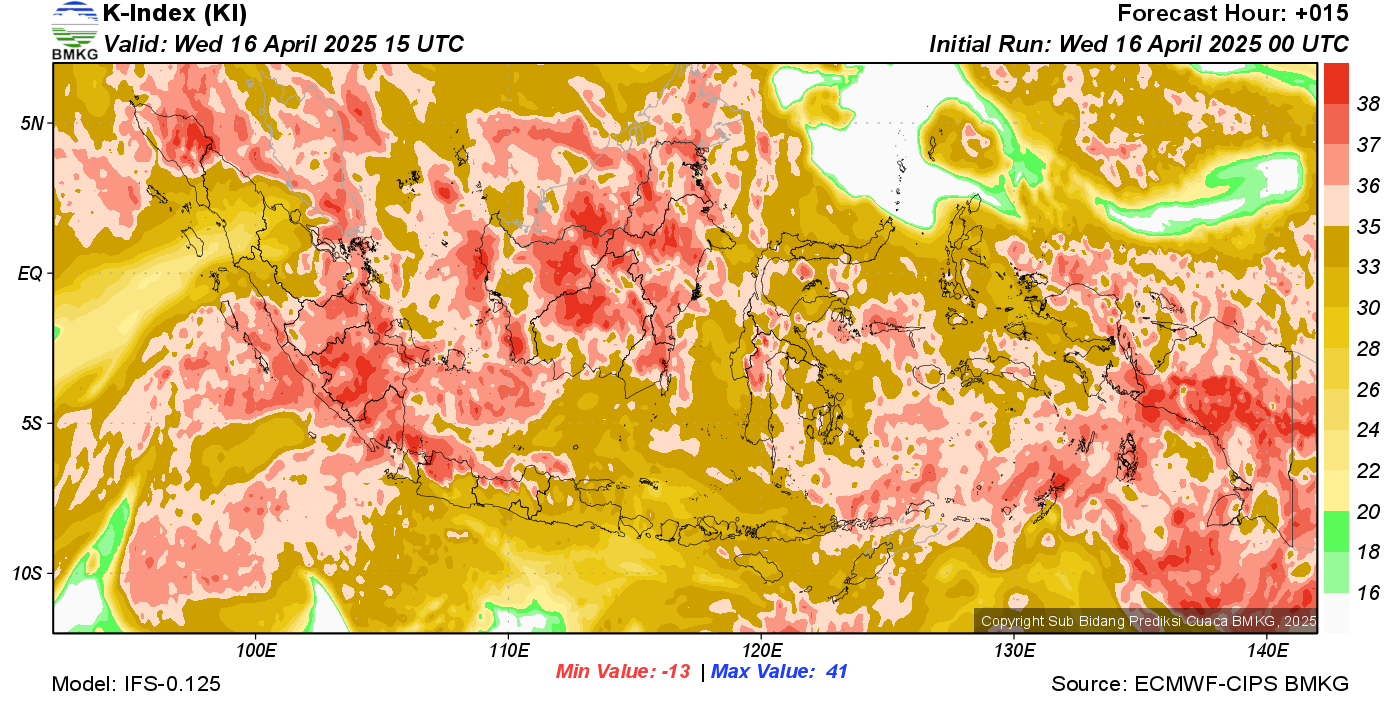 K-Index (KI)
Forecast Hour: +015
BMKG
Valid: Wed 16 April 2025 15 UTC
Initial Run: Wed 16 April 2025 00 UTC
5N
EQ
5S
10S
38
37
36
35
33
30
28
26
24
22
20
18
16
Copyright Sub Bidang Prediksi Cuaca BMKG, 2025
100E
110E
120E
130E
140E
Min Value: -13 | Max Value: 41
Model: IFS-0.125
Source: ECMWF-CIPS BMKG